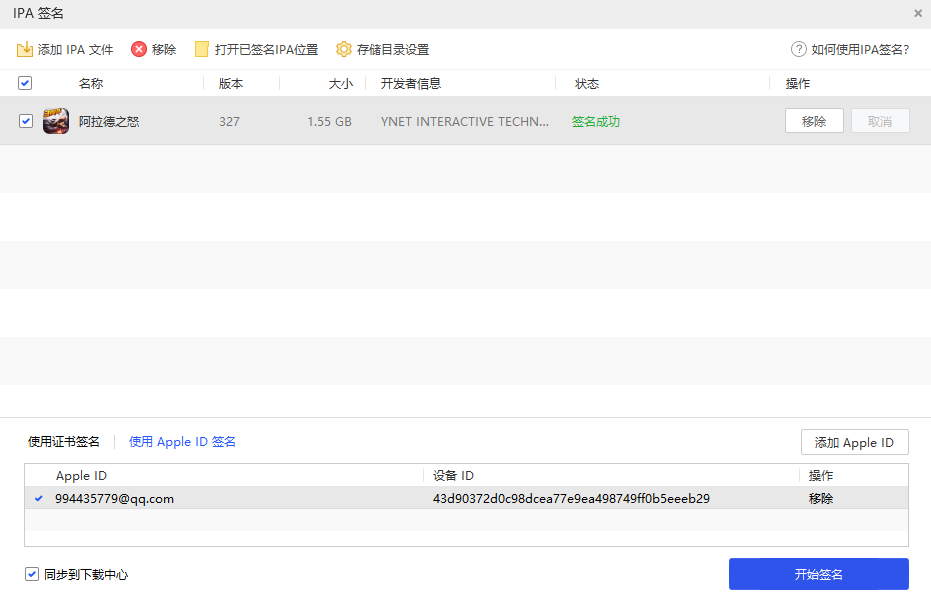 IPA 签名
添加 IPA 文件 移除 打开已签名IPA位置 存储目录设置 如何使用IPA签名?
名称 版本 大小 开发者信息 状态 操作
阿拉德之怒 327 1.55 GB YNET INTERACTIVE TECHN... 签名成功 移除 取消
使用证书签名 使用 Apple ID 签名 添加 Apple ID
Apple ID 设备 ID 操作
994435779@qq.com 43d90372d0c98dcea77e9ea498749ff0b5eeeb29 移除
同步到下载中心 开始签名